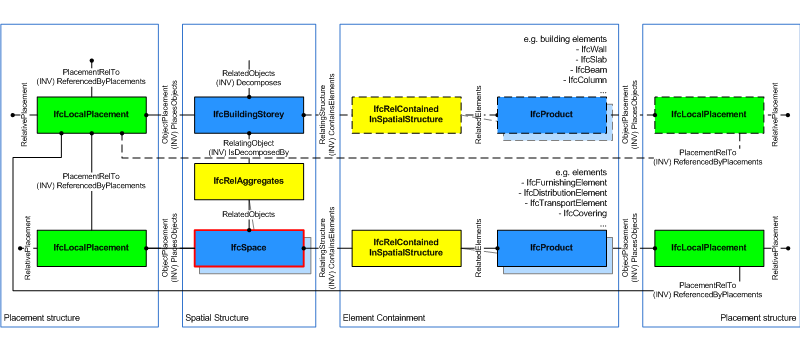 e.g. building elements
- IfcWall
- IfcSlab
- IfcBeam
- IfcColumn
...
PlacementRelTo
(INV) ReferencedByPlacements
RelatedObjects
(INV) Decomposes
RelativePlacement
IfcLocalPlacement
ObjectPlacement
(INV) PlacesObjects
IfcBuildingStorey
RelatingStructure
(INV) ContainsElements
IfcRelContained
InSpatialStructure
RelatedElements
IfcProduct
ObjectPlacement
(INV) PlacesObjects
IfcLocalPlacement
RelativePlacement
RelatingObject
(INV) IsDecomposedBy
PlacementRelTo
(INV) ReferencedByPlacements
PlacementRelTo
(INV) ReferencedByPlacements
IfcRelAggregates
e.g. elements
- IfcFurnishingElement
- IfcDistributionElement
- IfcTransportElement
- IfcCovering
...
RelatedObjects
RelativePlacement
IfcLocalPlacement
ObjectPlacement
(INV) PlacesObjects
IfcSpace
RelatingStructure
(INV) ContainsElements
IfcRelContained
InSpatialStructure
RelatedElements
IfcProduct
ObjectPlacement
(INV) PlacesObjects
IfcLocalPlacement
RelativePlacement
PlacementRelTo
(INV) ReferencedByPlacements
Placement structure
Spatial Structure
Element Containment
Placement structure